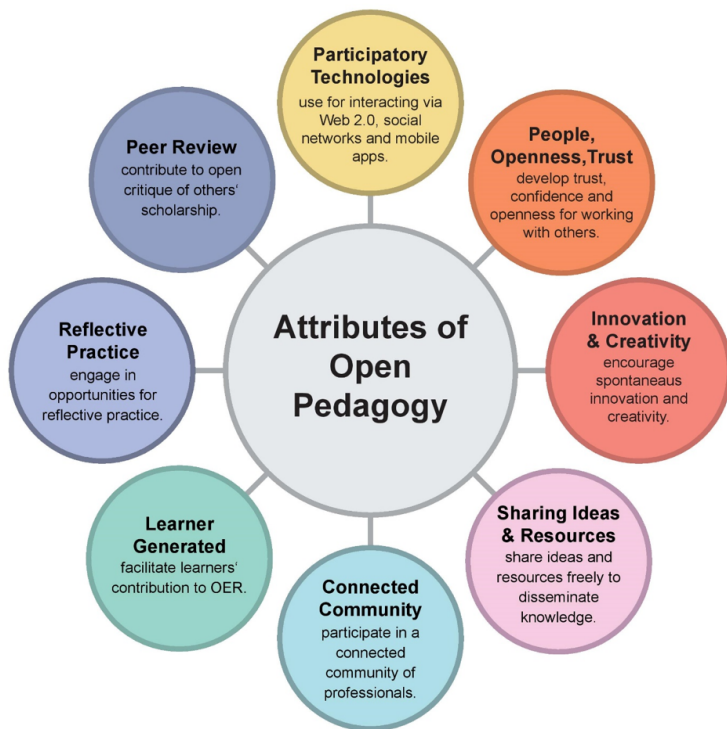 Participatory
Technologies
use for interacting via
Web 2.0, social
networks and mobile
apps.
People,
Openness,Trust
develop trust,
confidence and
openness for working
with others.
Innovation
& Creativity
encourage
spontaneaus
innovation and
creativity.
Sharing Ideas
& Resources
share ideas and
resources freely to
disseminate
knowledge.
Connected
Community
participate in a
connected
community of
professionals.
Learner
Generated
facilitate learners‘
contribution to OER.
Reflective
Practice
engage in
opportunities for
reflective practice.
Peer Review
contribute to open
critique of others‘
scholarship.
Attributes of
Open
Pedagogy